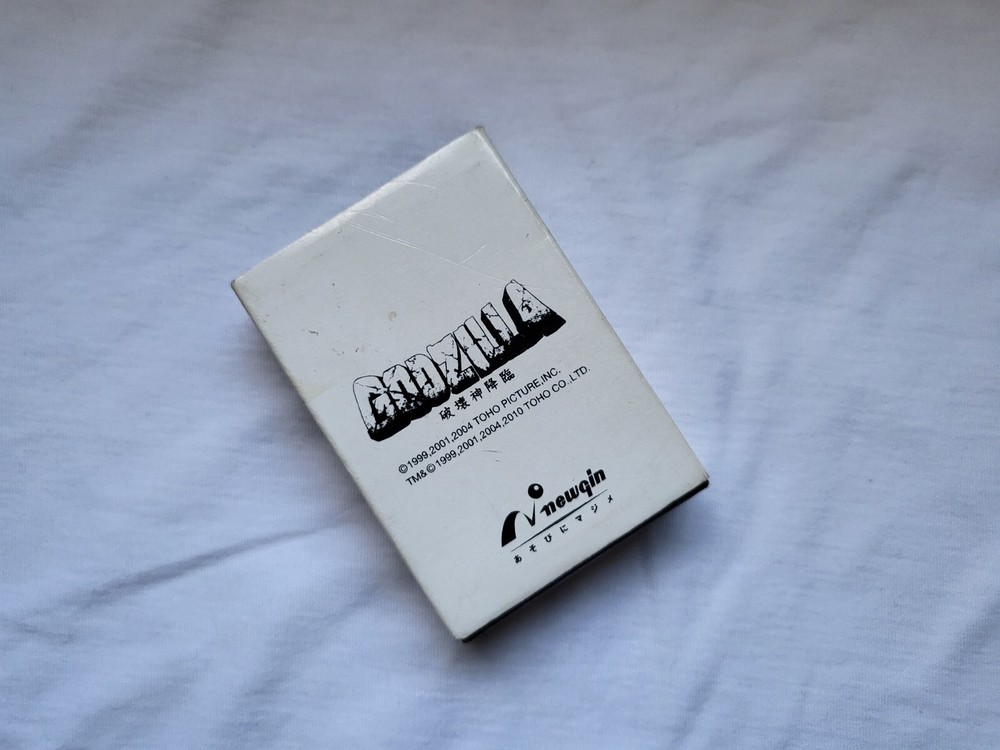 GODZILLA
破壊神降臨
©1999,2001,2004 TOHO PICTURE,INC.
TM&©1999,2001,2004,2010 TOHO CO.,LTD.
newgin
あそびにマジメ